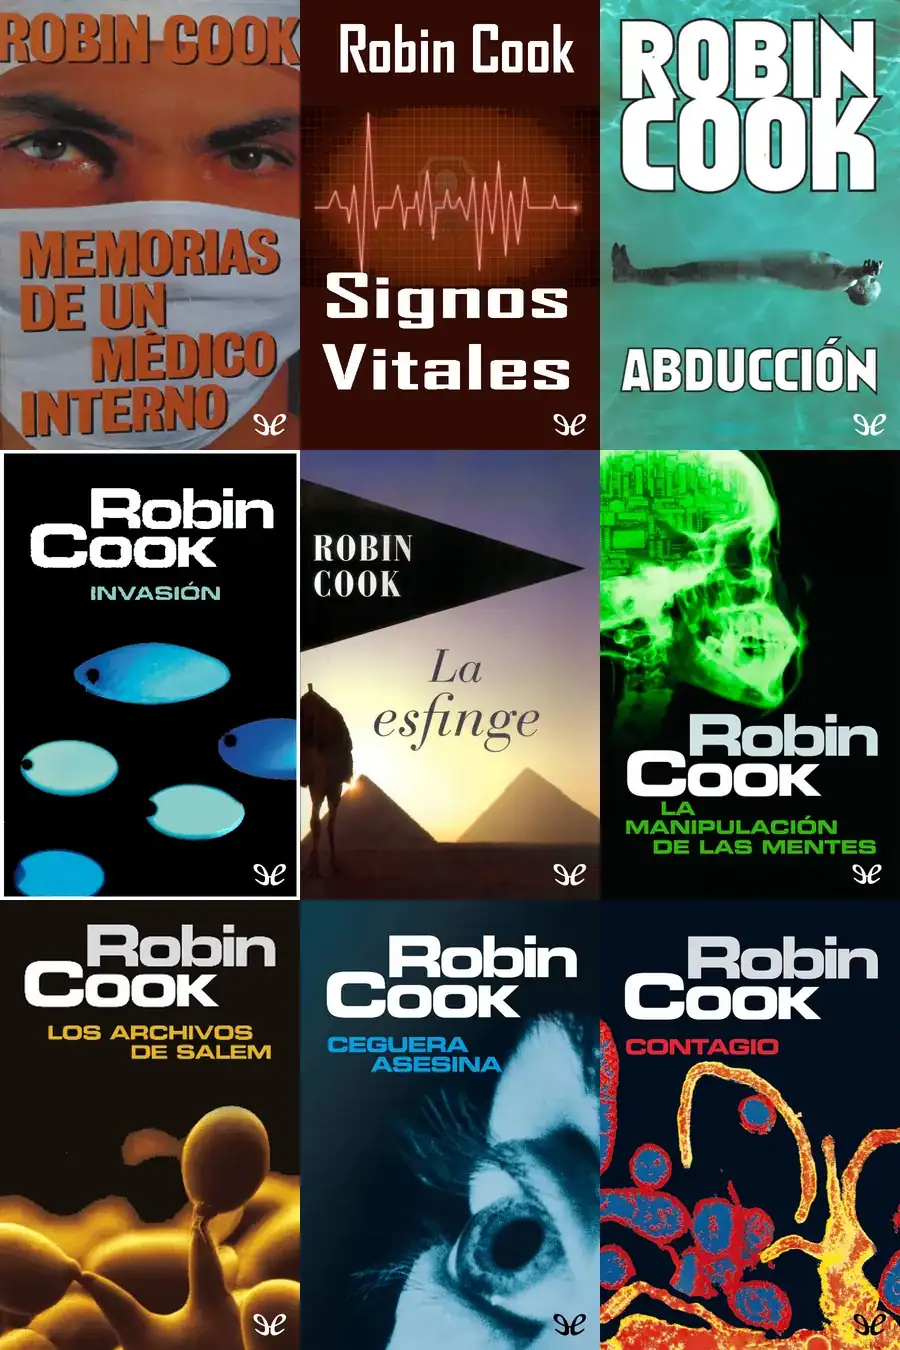 ROBIN COOK
MEMORIAS
DE UN
MÉDICO
INTERNO
Robin Cook
Signos
Vitales
ROBIN
COOK
ABDUCCIÓN
Robin
Cook
INVASIÓN
ROBIN
COOK
La
esfinge
Robin
Cook
LA
MANIPULACIÓN
DE LAS MENTES
Robin
Cook
LOS ARCHIVOS
DE SALEM
Robin
Cook
CEGUERA
ASESINA
Robin
Cook
CONTAGIO